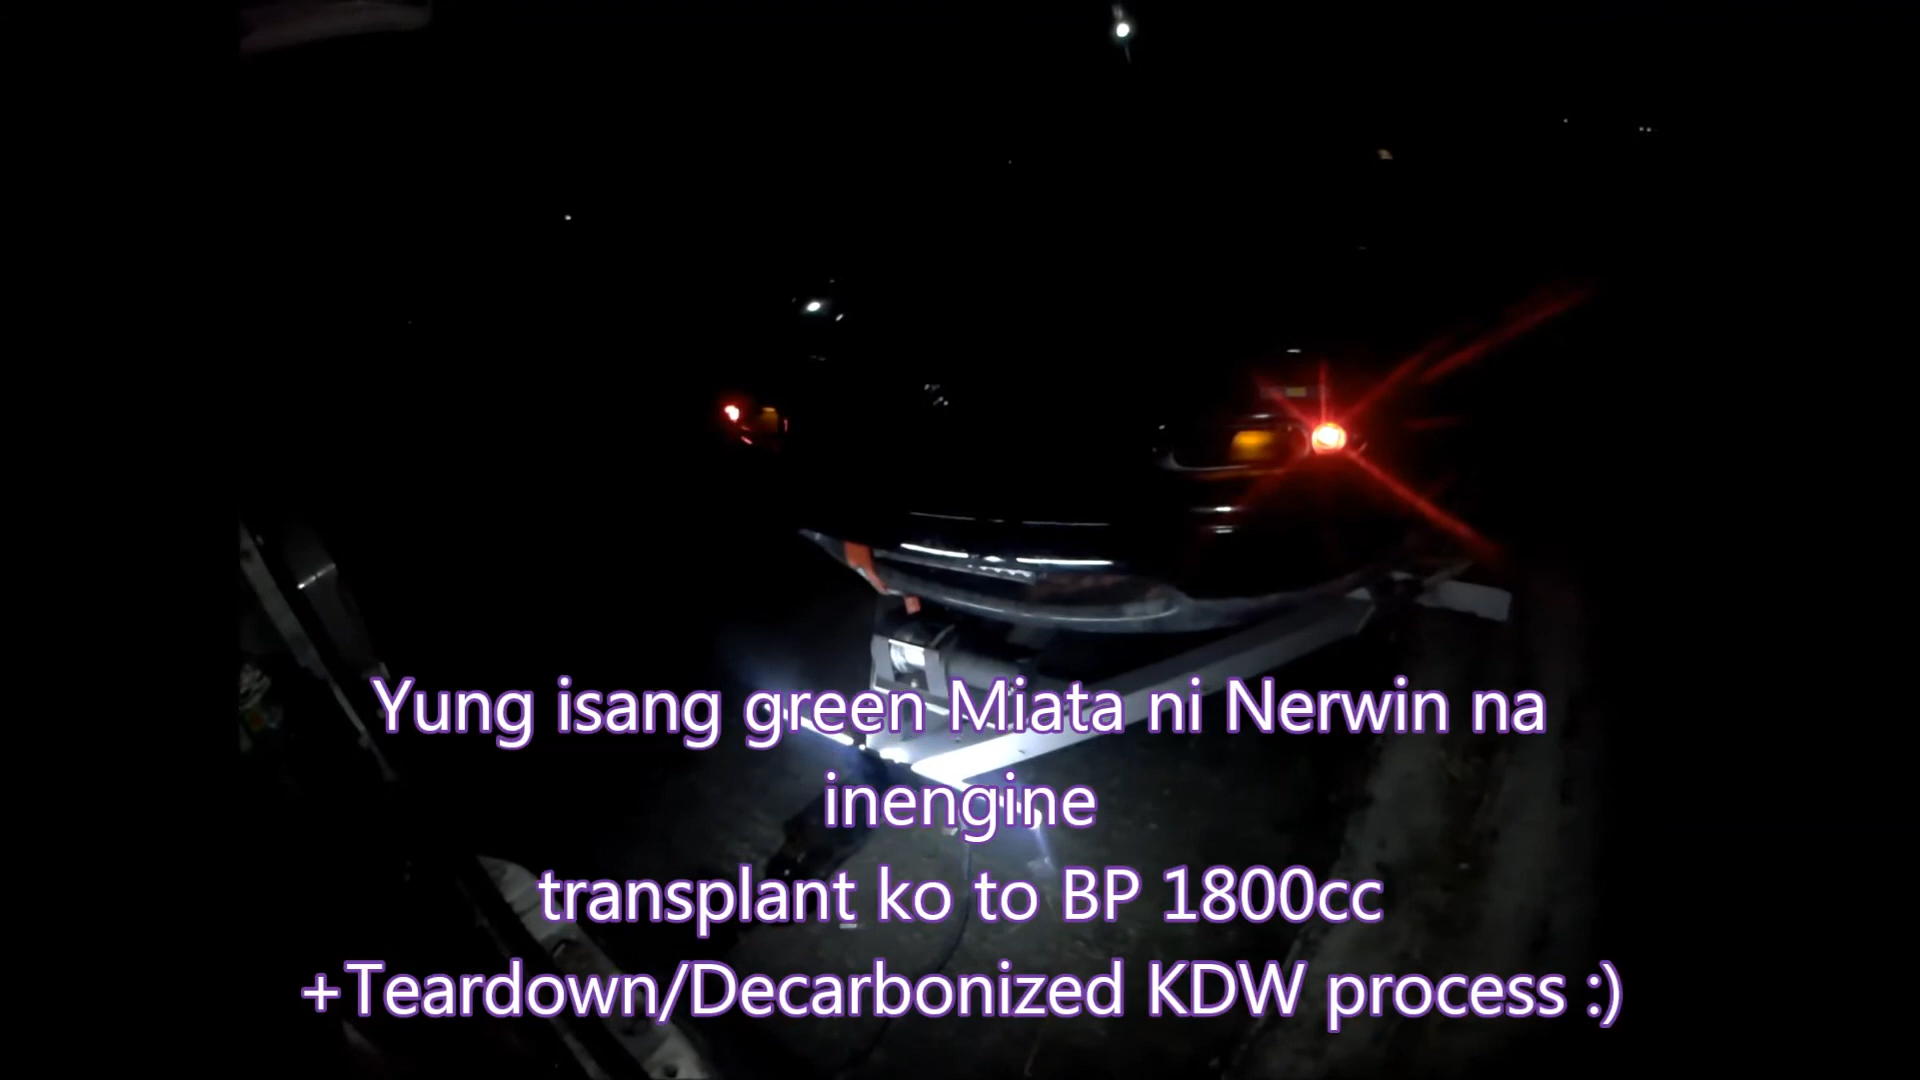 Yung isang green Miata ni Nerwin na
inengine
transplant ko to BP 1800cc
+Teardown/Decarbonized KDW process :)